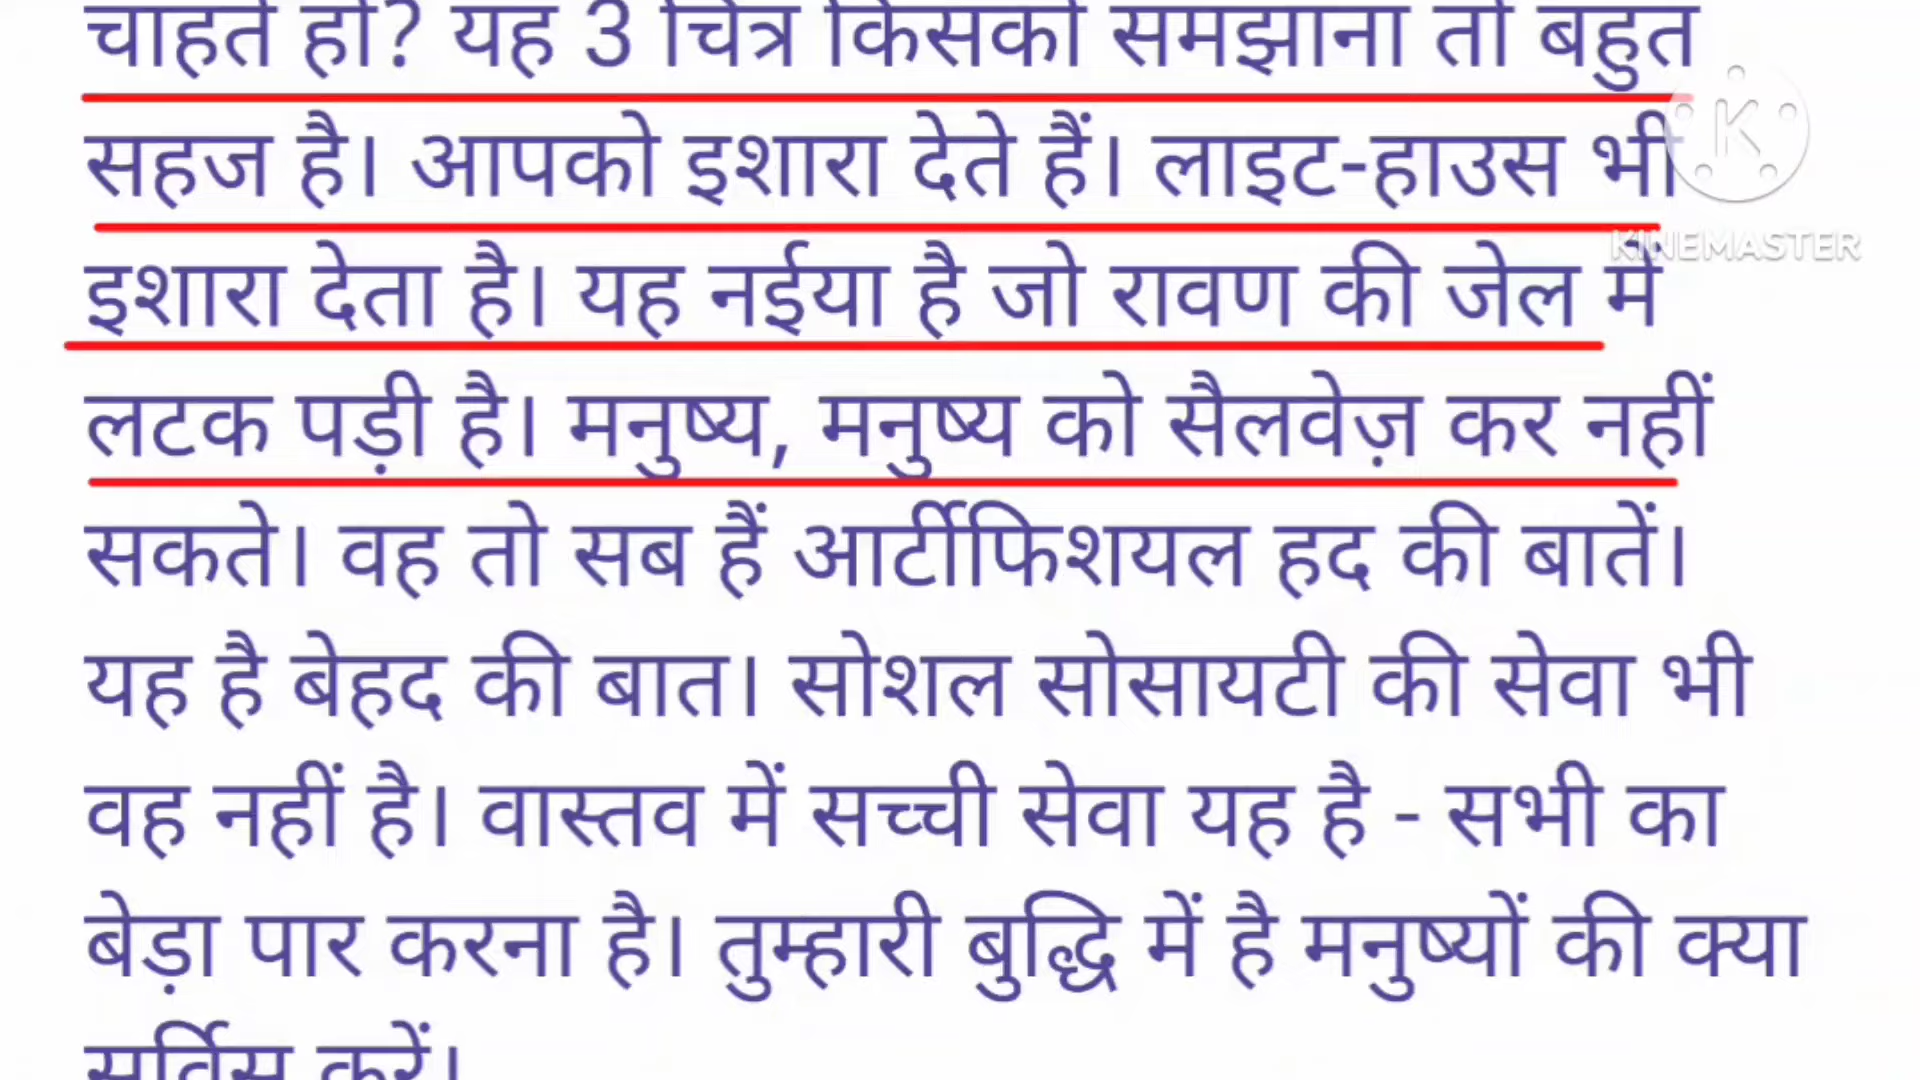 चाहते हो? यह 3 चित्र किसको समझाना तो बहुत
सहज है। आपको इशारा देते हैं। लाइट-हाउस भी
इशारा देता है। यह नईया है जो रावण की जेल में
लटक पड़ी है। मनुष्य, मनुष्य को सैलवेज़ कर नहीं
सकते। वह तो सब हैं आर्टीफिशयल हद की बातें।
यह है बेहद की बात। सोशल सोसायटी की सेवा भी
वह नहीं है। वास्तव में सच्ची सेवा यह है - सभी का
बेड़ा पार करना है। तुम्हारी बुद्धि में है मनुष्यों की क्या
सर्विस करें।
K
KINEMASTER